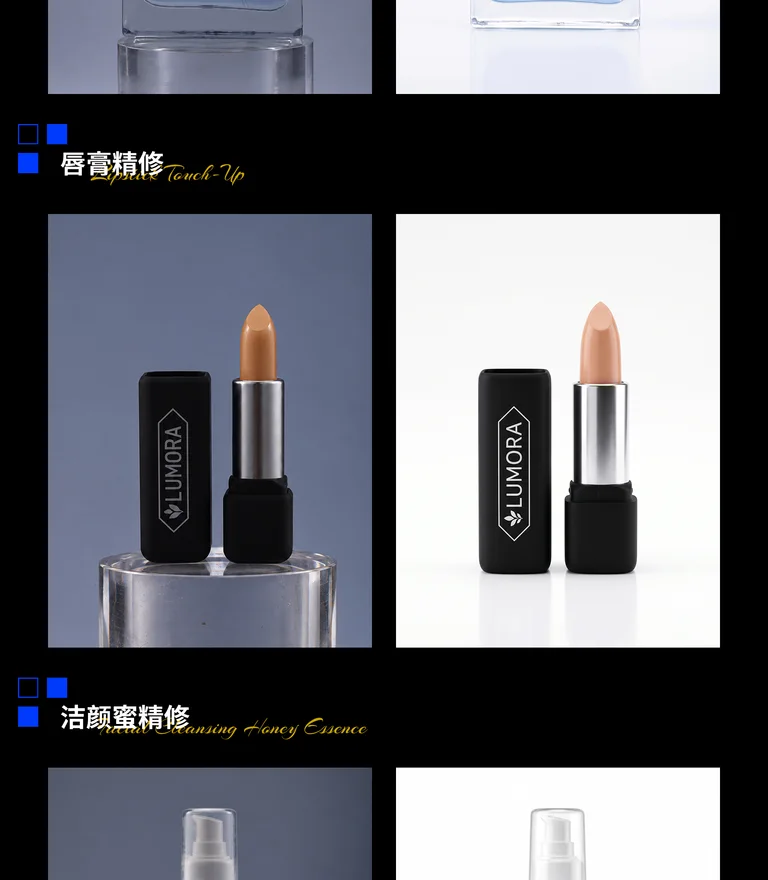 唇膏精修
Lipstick Touch-Up
LUMORA
LUMORA
洁颜蜜精修
Facial Cleansing Honey Essence